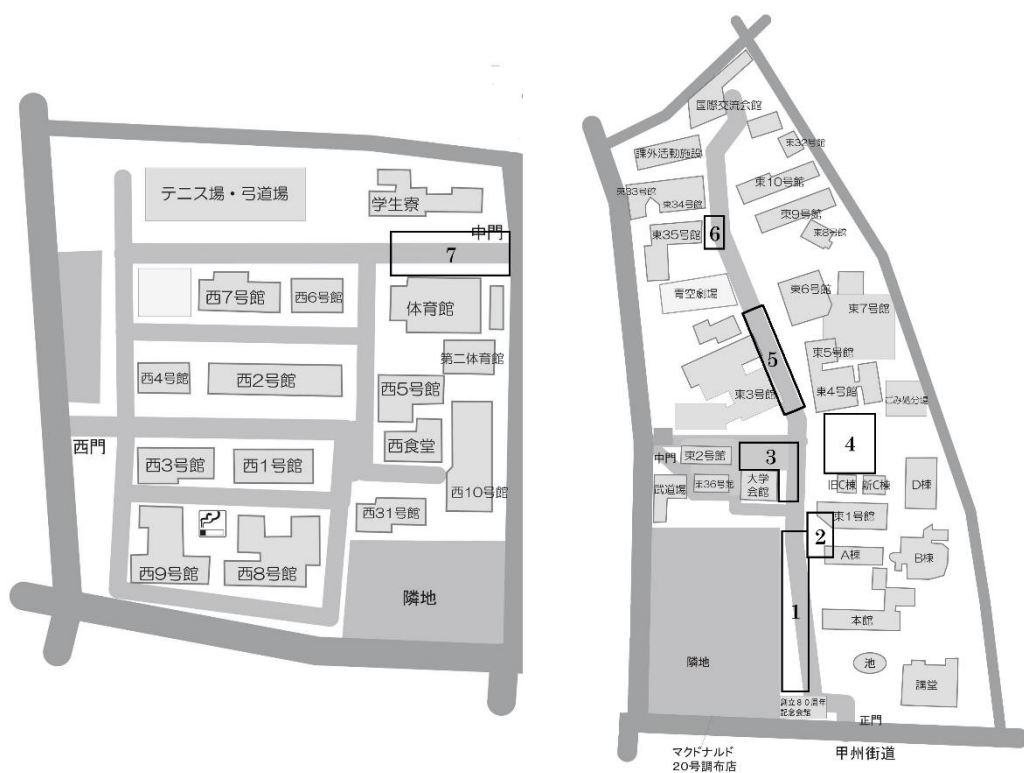 テニス場・弓道場
学生寮
中門
7
西7号館
西6号館
体育館
第二体育館
西4号館
西2号館
西5号館
西門
西食堂
西3号館
西1号館
西10号館
西31号館
西9号館
西8号館
隣地
国際交流会館
東32号館
課外活動施設
東10号館
東33号館
東34号館
東9号館
東35号館
6
東8号館
青空劇場
東6号館
東7号館
5
東5号館
東3号館
東4号館
ごみ処分場
4
中門
東2号館
3
武道場
東36号館
大学
会館
IEC棟
新C棟
D棟
東1号館
2
A棟
B棟
1
本館
隣地
池
講堂
創立80周年
記念会館
正門
マクドナルド
20号調布店
甲州街道